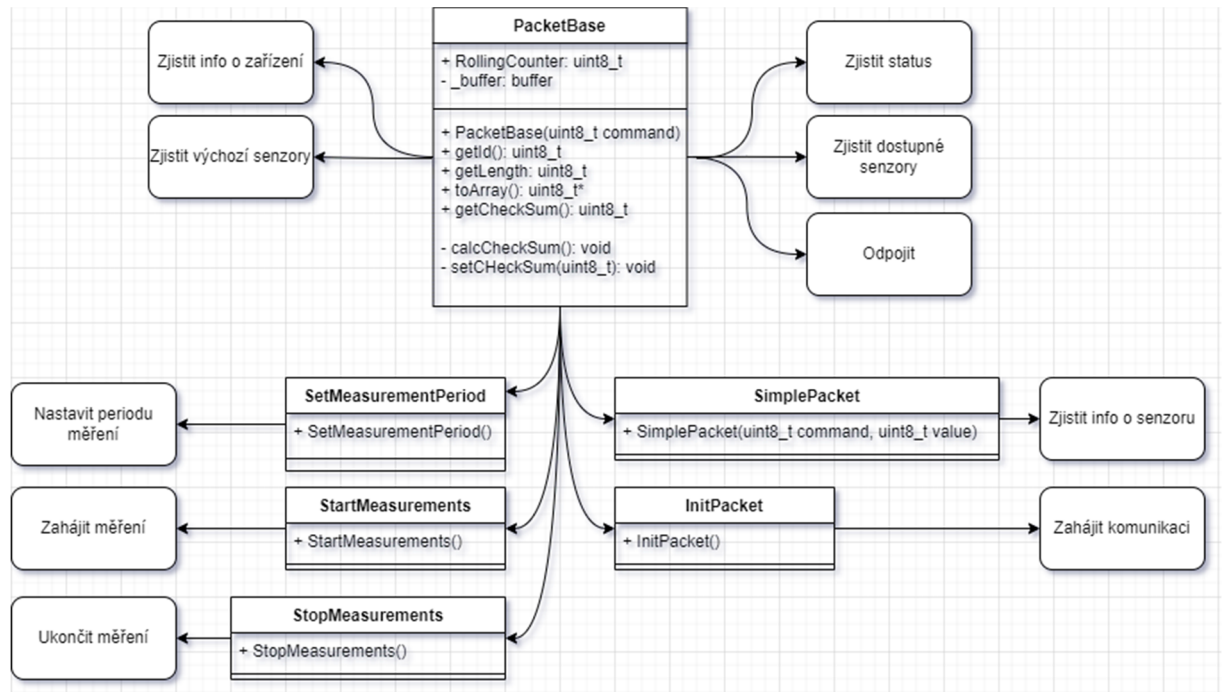 PacketBase
+ RollingCounter: uint8_t
- _buffer: buffer
+ PacketBase(uint8_t command)
+ getId(): uint8_t
+ getLength: uint8_t
+ toArray(): uint8_t*
+ getCheckSum(): uint8_t
- calcCheckSum(): void
- setCHeckSum(uint8_t): void
Zjistit info o zařízení
Zjistit výchozí senzory
Zjistit status
Zjistit dostupné
senzory
Odpojit
SetMeasurementPeriod
+ SetMeasurementPeriod()
Nastavit periodu
měření
SimplePacket
+ SimplePacket(uint8_t command, uint8_t value)
Zjistit info o senzoru
StartMeasurements
+ StartMeasurements()
Zahájit měření
InitPacket
+ InitPacket()
Zahájit komunikaci
StopMeasurements
+ StopMeasurements()
Ukončit měření